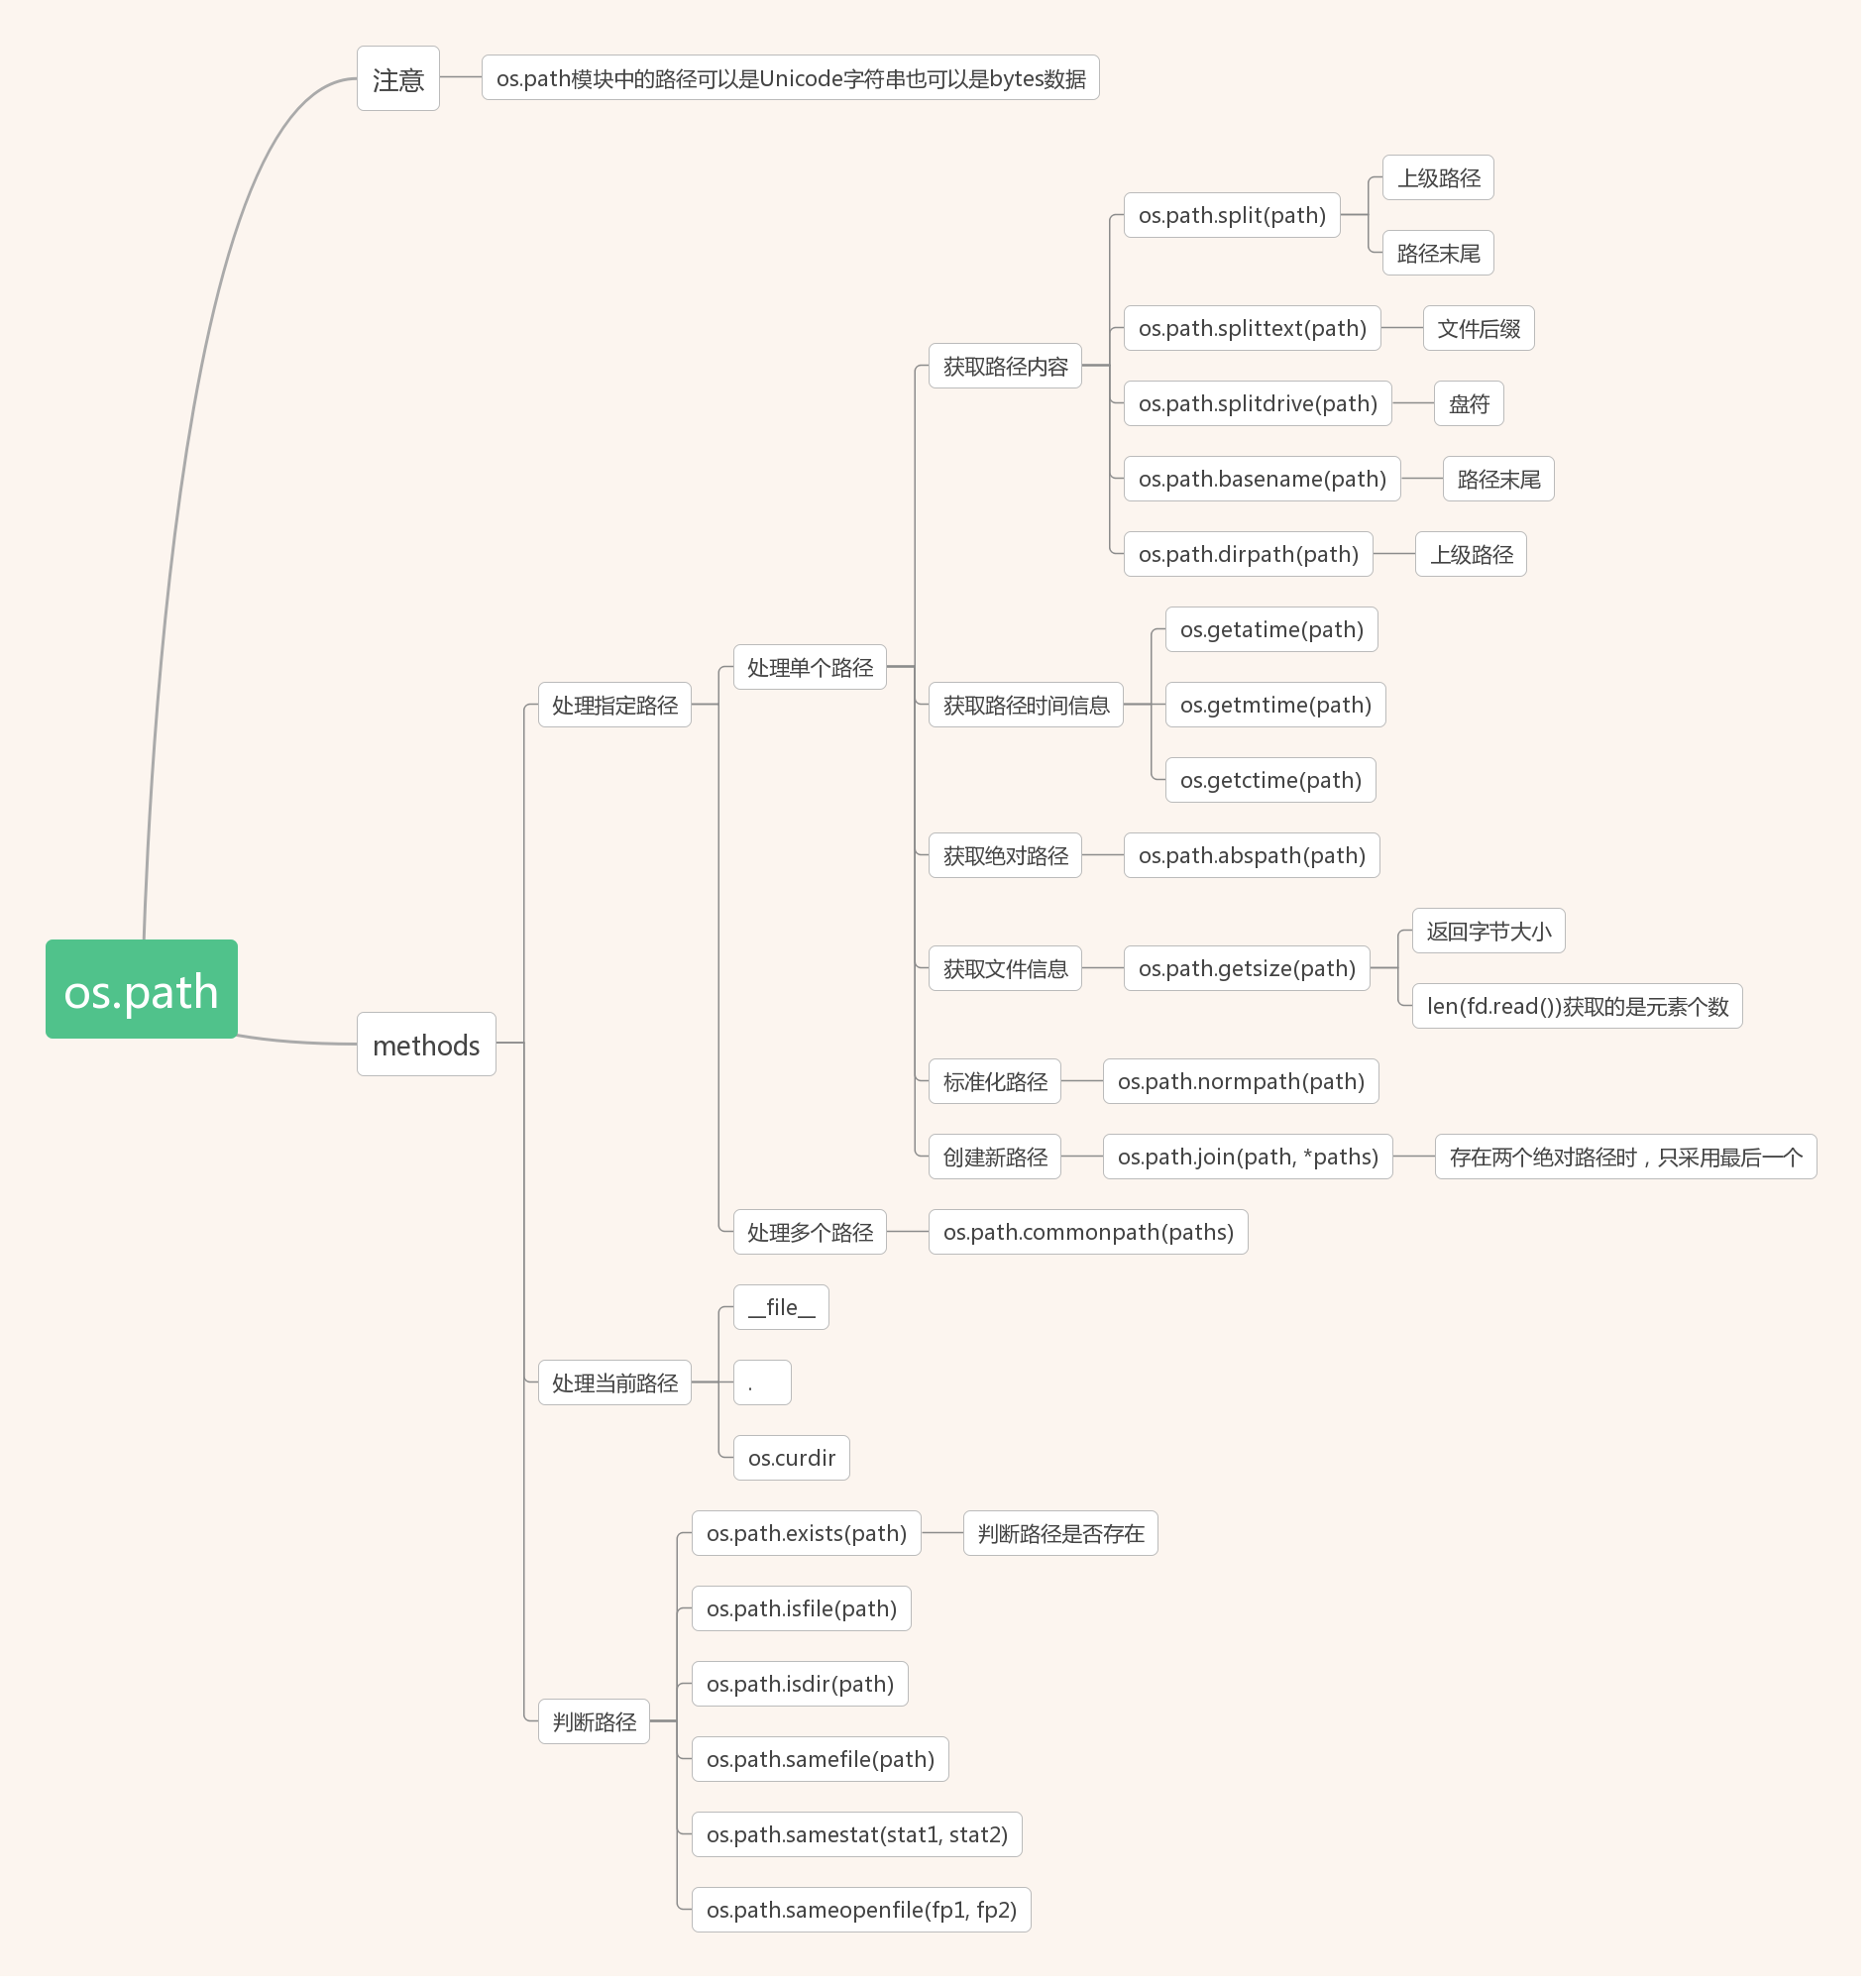 注意
os.path模块中的路径可以是Unicode字符串也可以是bytes数据
os.path
methods
处理指定路径
处理单个路径
获取路径内容
os.path.split(path)
上级路径
路径末尾
os.path.splittext(path)
文件后缀
os.path.splitdrive(path)
盘符
os.path.basename(path)
路径末尾
os.path.dirpath(path)
上级路径
获取路径时间信息
os.getatime(path)
os.getmtime(path)
os.getctime(path)
获取绝对路径
os.path.abspath(path)
获取文件信息
os.path.getsize(path)
返回字节大小
len(fd.read())获取的是元素个数
标准化路径
os.path.normpath(path)
创建新路径
os.path.join(path, *paths)
存在两个绝对路径时，只采用最后一个
处理多个路径
os.path.commonpath(paths)
处理当前路径
__file__
.
os.curdir
判断路径
os.path.exists(path)
判断路径是否存在
os.path.isfile(path)
os.path.isdir(path)
os.path.samefile(path)
os.path.samestat(stat1, stat2)
os.path.sameopenfile(fp1, fp2)